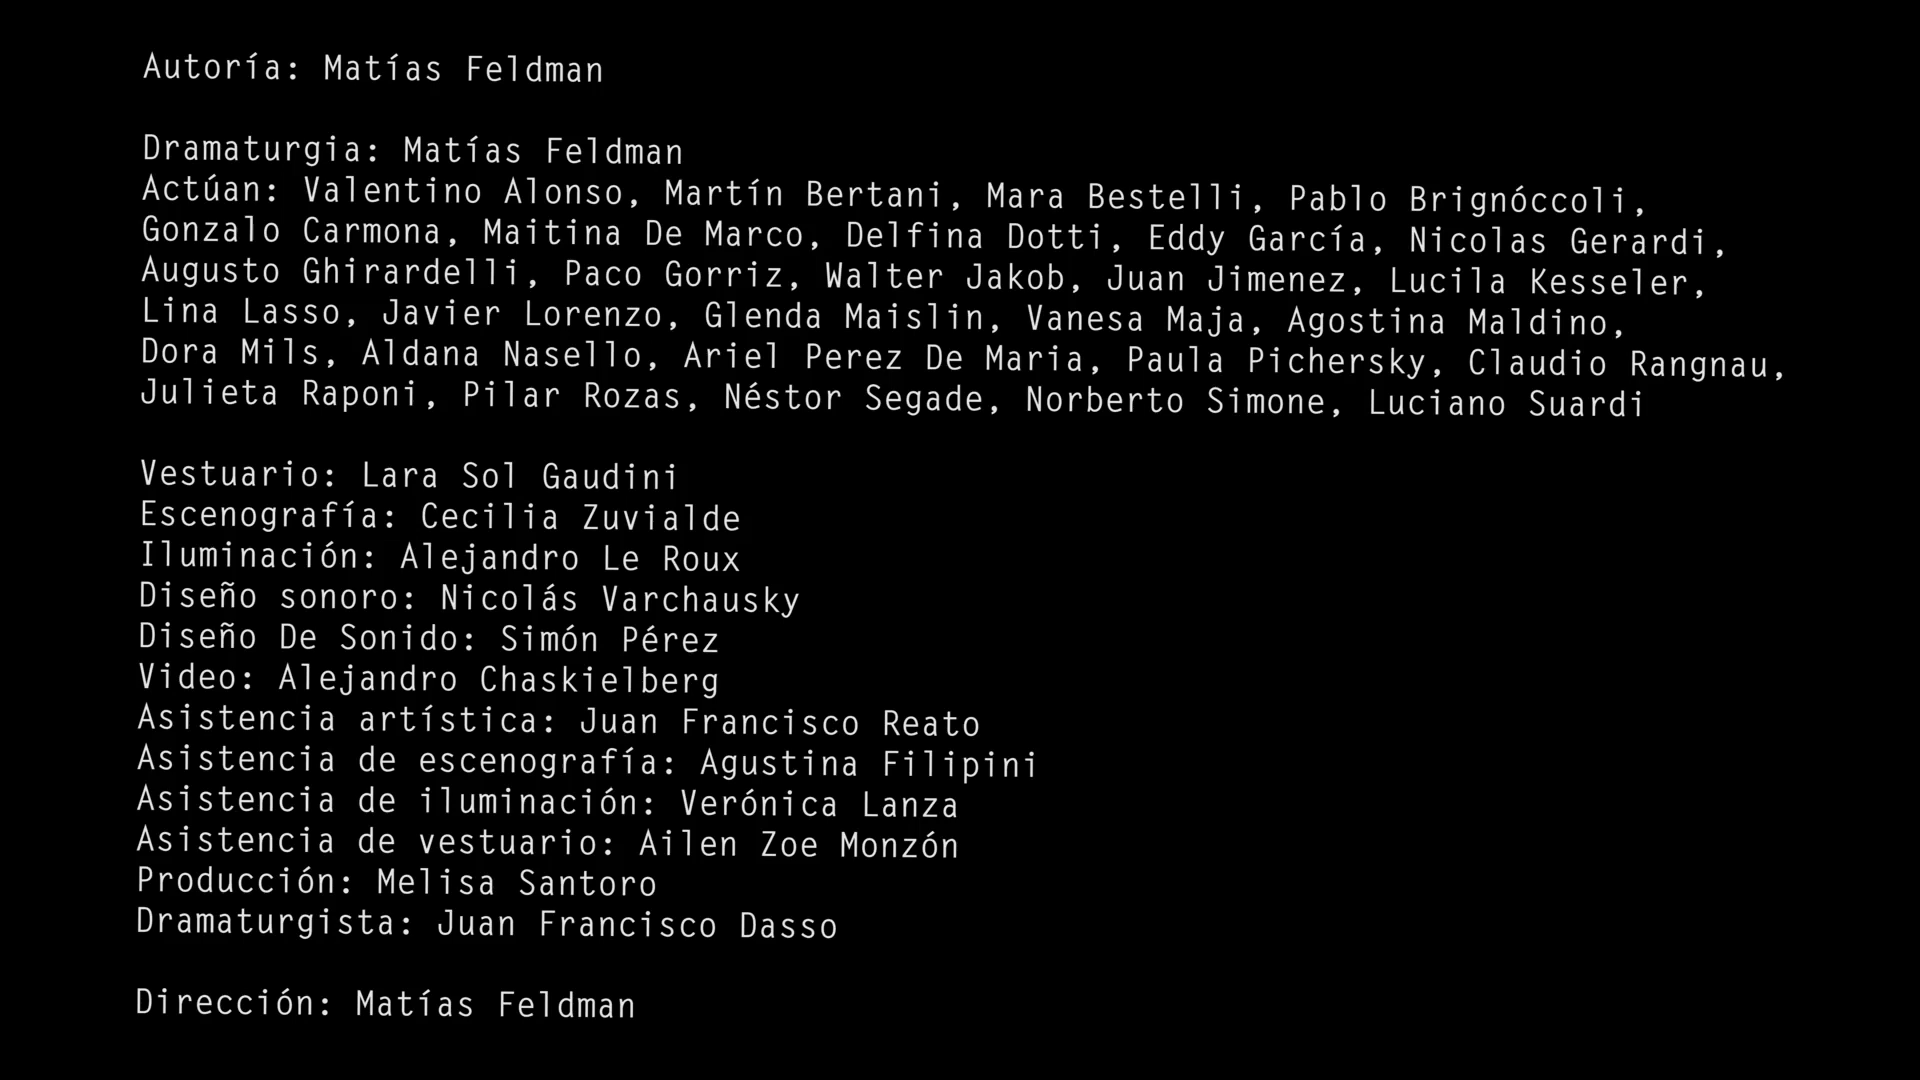 Autoría: Matías Feldman
Dramaturgia: Matías Feldman
Actúan: Valentino Alonso, Martín Bertani, Mara Bestelli, Pablo Brignóccoli,
Gonzalo Carmona, Maitina De Marco, Delfina Dotti, Eddy García, Nicolas Gerardi,
Augusto Ghirardelli, Paco Gorriz, Walter Jakob, Juan Jimenez, Lucila Kesseler,
Lina Lasso, Javier Lorenzo, Glenda Maislin, Vanesa Maja, Agostina Maldino,
Dora Mils, Aldana Nasello, Ariel Perez De Maria, Paula Pichersky, Claudio Rangnau,
Julieta Raponi, Pilar Rozas, Néstor Segade, Norberto Simone, Luciano Suardi
Vestuario: Lara Sol Gaudini
Escenografía: Cecilia Zuvialde
Iluminación: Alejandro Le Roux
Diseño sonoro: Nicolás Varchausky
Diseño De Sonido: Simón Pérez
Video: Alejandro Chaskielberg
Asistencia artística: Juan Francisco Reato
Asistencia de escenografía: Agustina Filipini
Asistencia de iluminación: Verónica Lanza
Asistencia de vestuario: Ailen Zoe Monzón
Producción: Melisa Santoro
Dramaturgista: Juan Francisco Dasso
Dirección: Matías Feldman